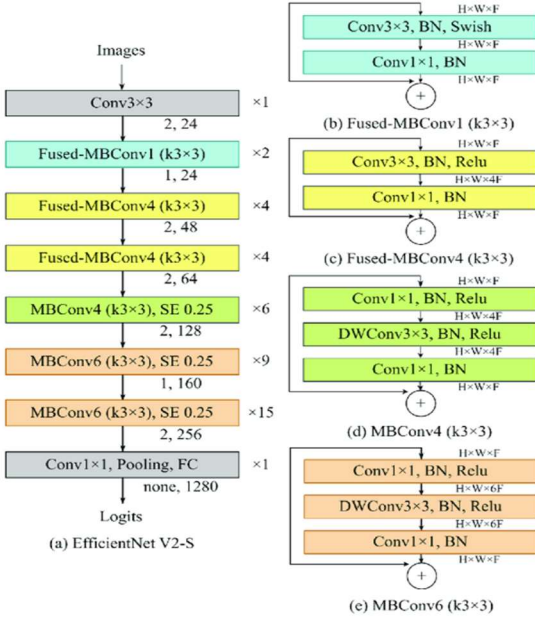 Images
Conv3×3
×1
2, 24
Fused-MBConv1 (k3×3)
×2
1, 24
Fused-MBConv4 (k3×3)
×4
2, 48
Fused-MBConv4 (k3×3)
×4
2, 64
MBConv4 (k3×3), SE 0.25
×6
2, 128
MBConv6 (k3×3), SE 0.25
×9
1, 160
MBConv6 (k3×3), SE 0.25
×15
2, 256
Conv1×1, Pooling, FC
×1
none, 1280
Logits
(a) EfficientNet V2-S
H×W×F
Conv3×3, BN, Swish
H×W×F
Conv1×1, BN
H×W×F
+
(b) Fused-MBConv1 (k3×3)
H×W×F
Conv3×3, BN, Relu
H×W×4F
Conv1×1, BN
H×W×F
+
(c) Fused-MBConv4 (k3×3)
H×W×F
Conv1×1, BN, Relu
H×W×4F
DWConv3×3, BN, Relu
H×W×4F
Conv1×1, BN
H×W×F
+
(d) MBConv4 (k3×3)
H×W×F
Conv1×1, BN, Relu
H×W×6F
DWConv3×3, BN, Relu
H×W×6F
Conv1×1, BN
H×W×F
+
(e) MBConv6 (k3×3)